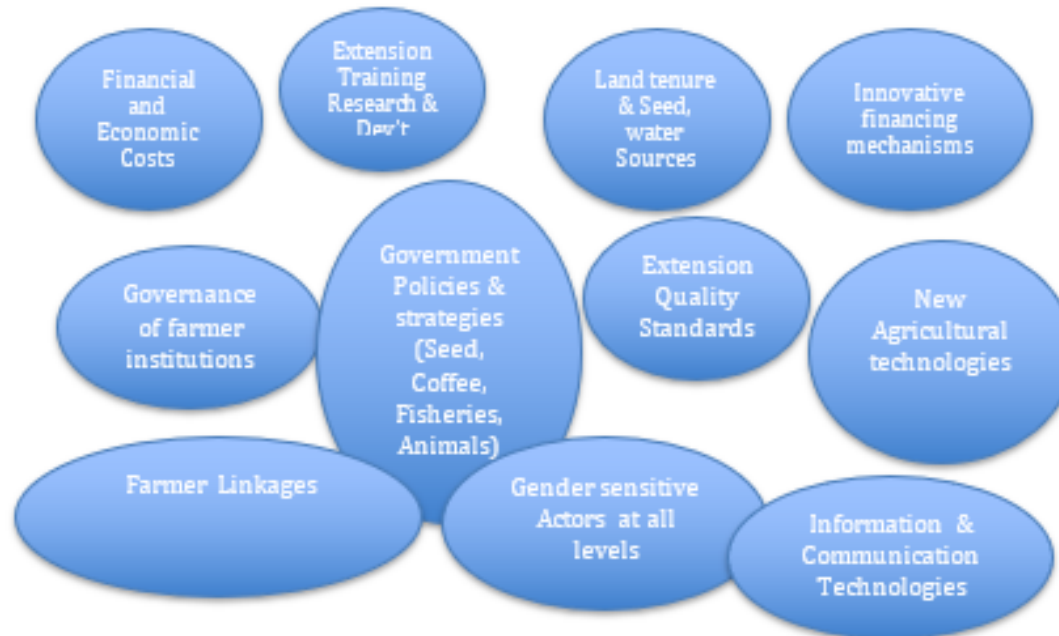 Financial
and
Economic
Costs
Extension
Training
Research &
Dev't
Land tenure
& Seed,
water
Sources
Innovative
financing
mechanisms
Governance
of farmer
institutions
Government
Policies &
strategies
(Seed,
Coffee,
Fisheries,
Animals)
Extension
Quality
Standards
New
Agricultural
technologies
Farmer Linkages
Gender sensitive
Actors at all
levels
Information &
Communication
Technologies